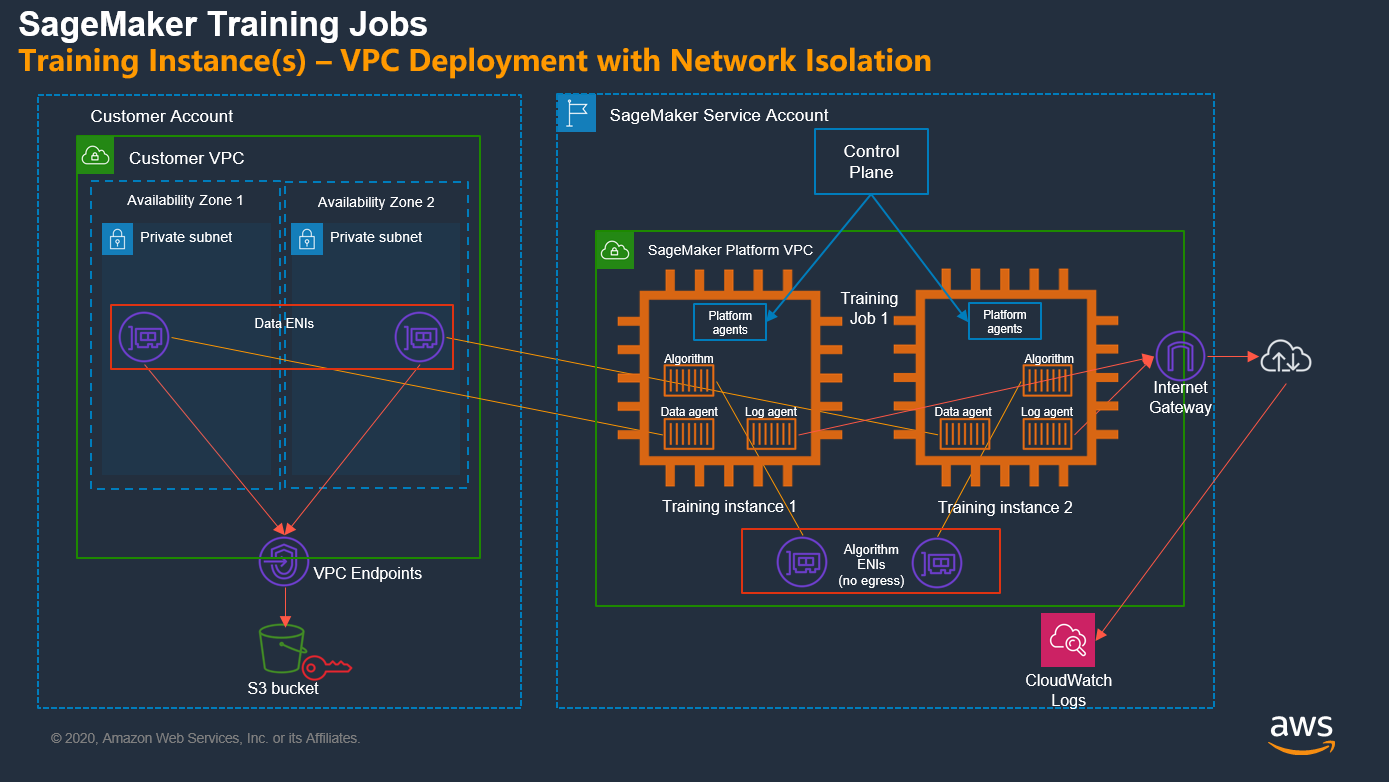 SageMaker Training Jobs
Training Instance(s) – VPC Deployment with Network Isolation
Customer Account
Customer VPC
Availability Zone 1
Availability Zone 2
Private subnet
Private subnet
Data ENIs
VPC Endpoints
S3 bucket
SageMaker Service Account
Control
Plane
SageMaker Platform VPC
Training
Job 1
Platform
agents
Algorithm
Data agent
Log agent
Training instance 1
Platform
agents
Algorithm
Data agent
Log agent
Training instance 2
Algorithm
ENIs
(no egress)
Internet
Gateway
CloudWatch
Logs
© 2020, Amazon Web Services, Inc. or its Affiliates.
aws